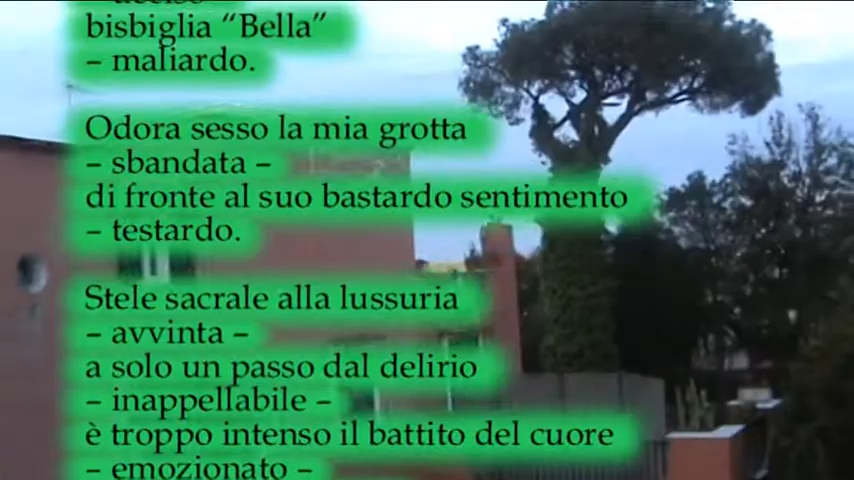 bisbiglia “Bella”
– maliardo.
Odora sesso la mia grotta
– sbandata –
di fronte al suo bastardo sentimento
– testardo.
Stele sacrale alla lussuria
– avvinta –
a solo un passo dal delirio
– inappellabile –
è troppo intenso il battito del cuore
– emozionato –